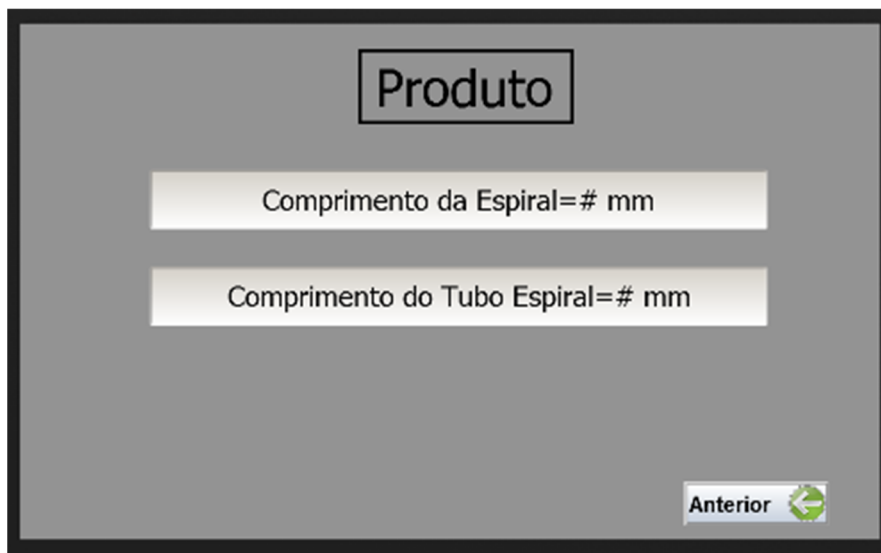 Produto
Comprimento da Espiral=# mm
Comprimento do Tubo Espiral=# mm
Anterior